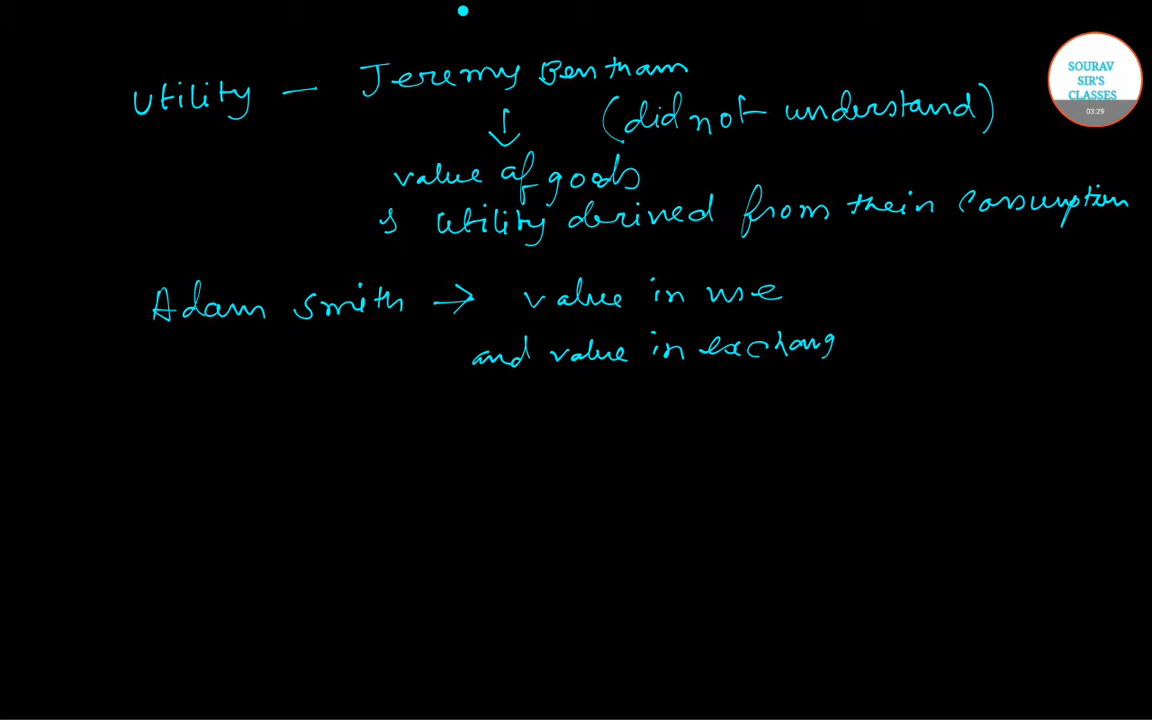 Utility — Jeremy Bentham
(did not understand)
↓
value of goods
is utility derived from their consumption
Adam Smith → value in use
and value in exchang
SOURAV
SIR'S
CLASSES
03:29